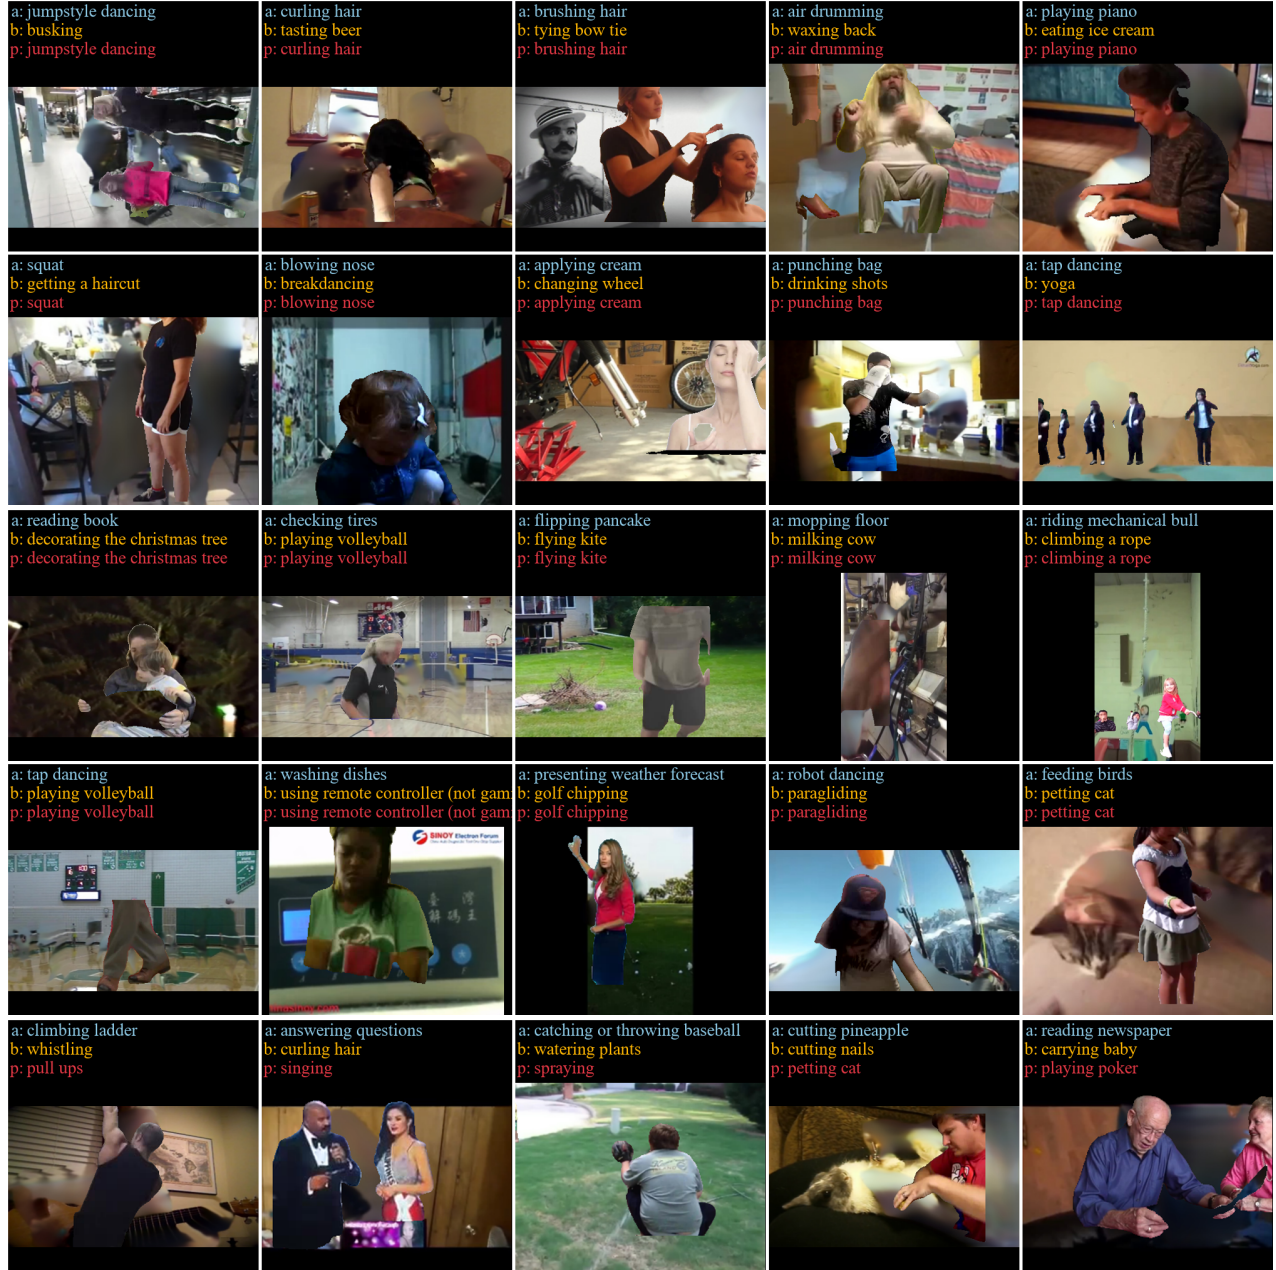 a: jumpstyle dancing
b: busking
p: jumpstyle dancing
a: curling hair
b: tasting beer
p: curling hair
a: brushing hair
b: tying bow tie
p: brushing hair
a: air drumming
b: waxing back
p: air drumming
a: playing piano
b: eating ice cream
p: playing piano
a: squat
b: getting a haircut
p: squat
a: blowing nose
b: breakdancing
p: blowing nose
a: applying cream
b: changing wheel
p: applying cream
a: punching bag
b: drinking shots
p: punching bag
a: tap dancing
b: yoga
p: tap dancing
a: reading book
b: decorating the christmas tree
p: decorating the christmas tree
a: checking tires
b: playing volleyball
p: playing volleyball
a: flipping pancake
b: flying kite
p: flying kite
a: mopping floor
b: milking cow
p: milking cow
a: riding mechanical bull
b: climbing a rope
p: climbing a rope
a: tap dancing
b: playing volleyball
p: playing volleyball
a: washing dishes
b: using remote controller (not gam
p: using remote controller (not gam
SINOY Electron Forum
臺 灣
解 碼 王
a: presenting weather forecast
b: golf chipping
p: golf chipping
a: robot dancing
b: paragliding
p: paragliding
a: feeding birds
b: petting cat
p: petting cat
a: climbing ladder
b: whistling
p: pull ups
a: answering questions
b: curling hair
p: singing
a: catching or throwing baseball
b: watering plants
p: spraying
a: cutting pineapple
b: cutting nails
p: petting cat
a: reading newspaper
b: carrying baby
p: playing poker